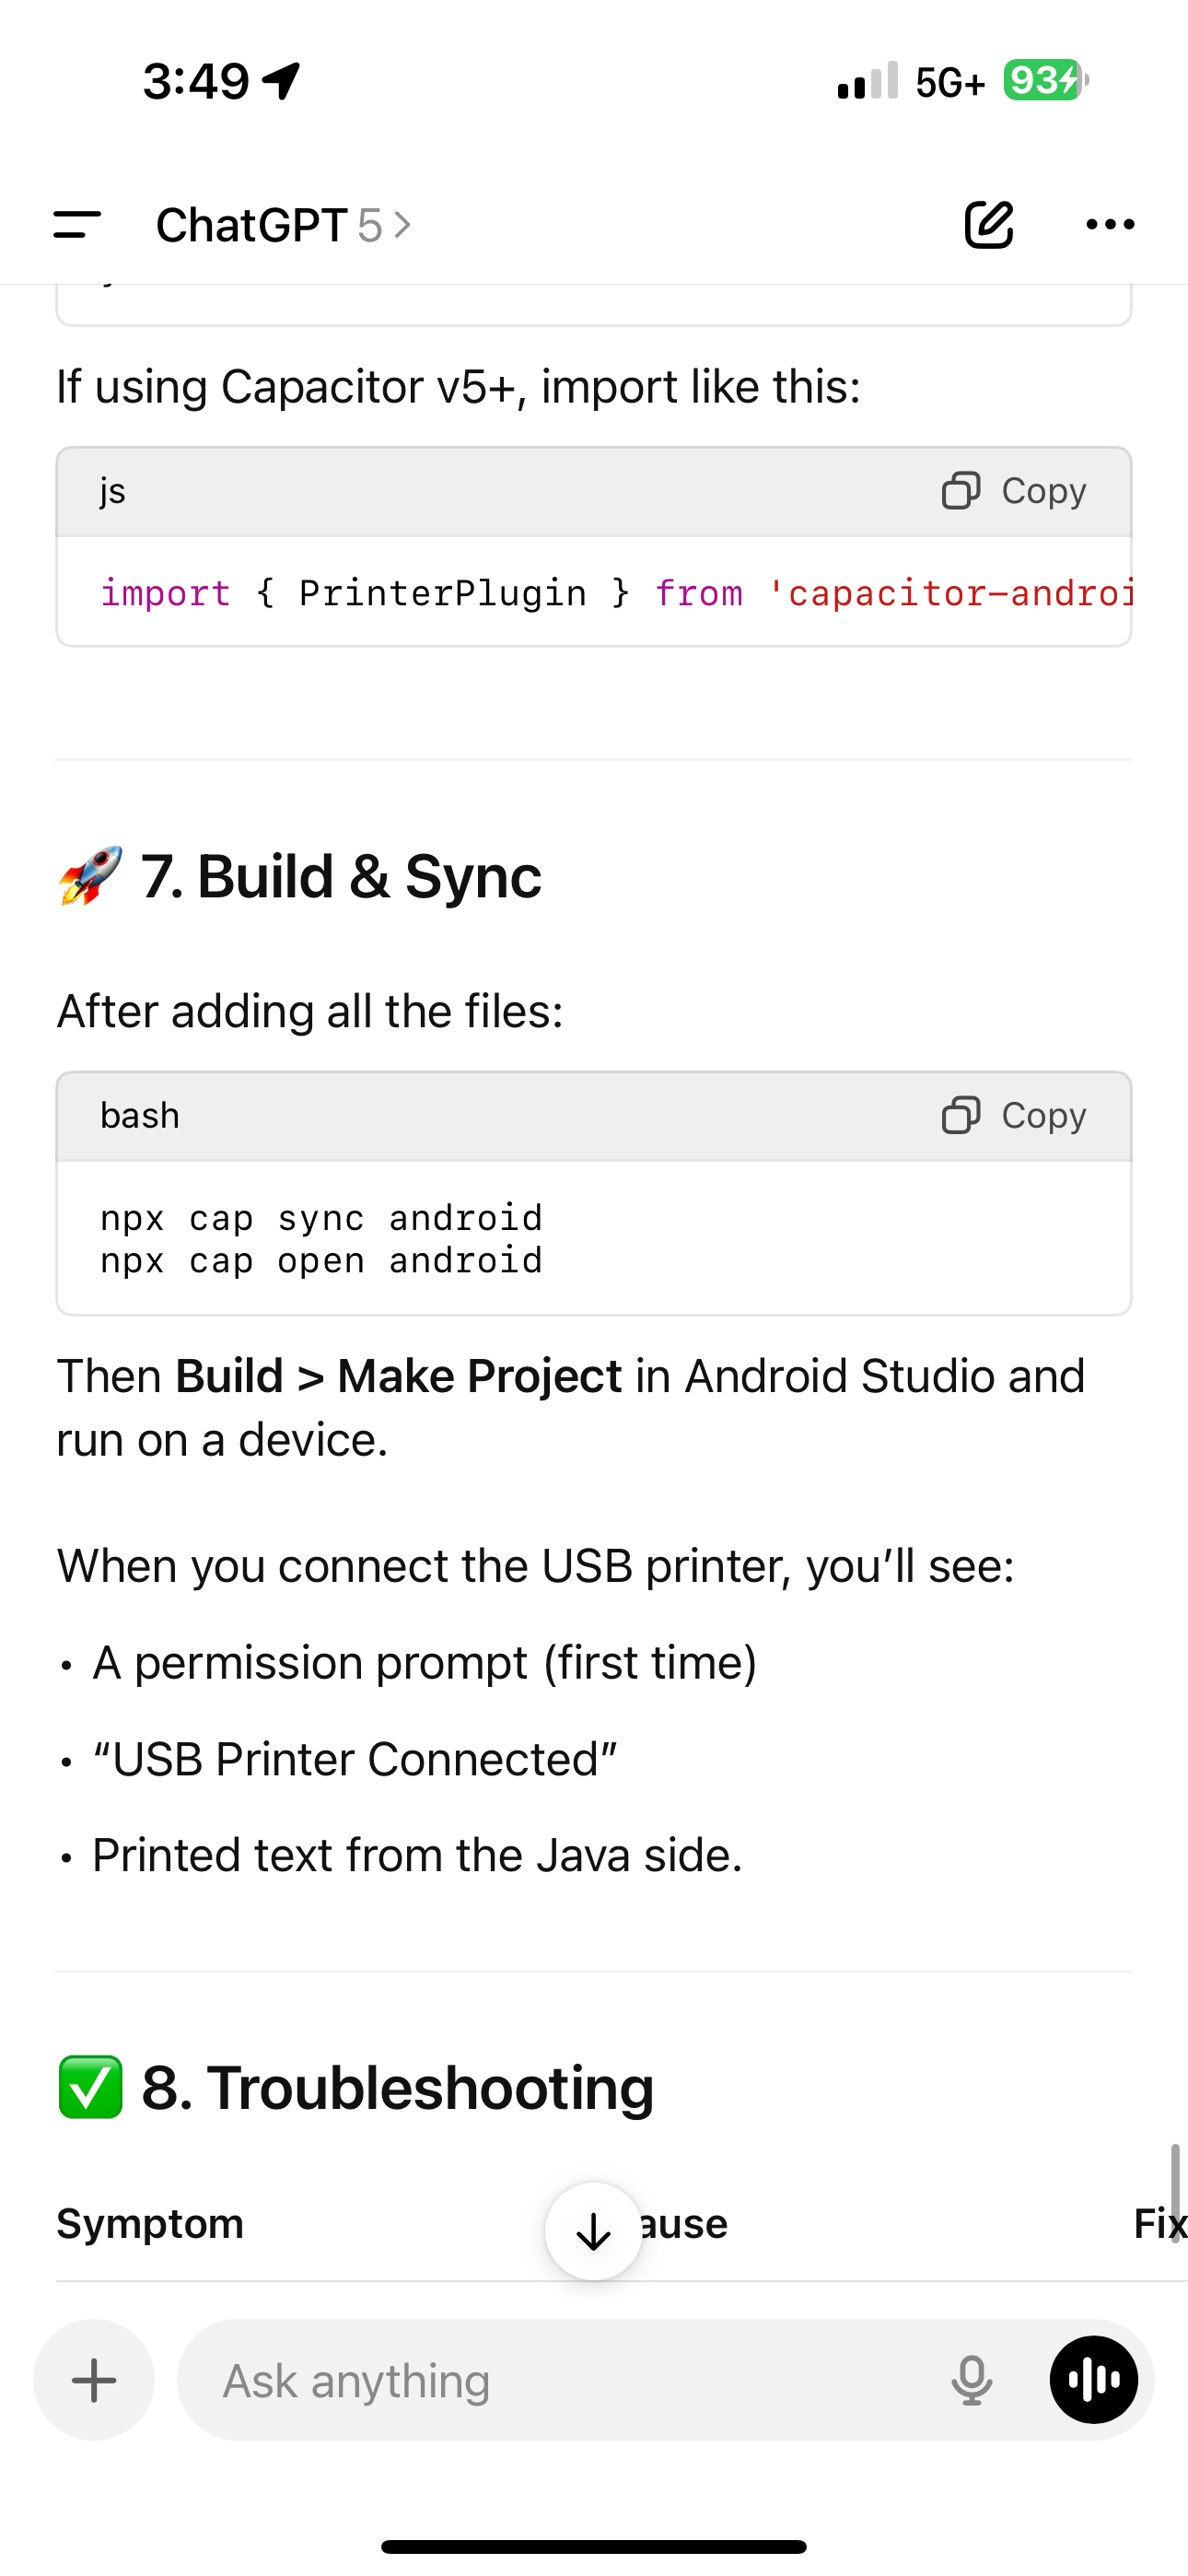 3:49
5G+ 93
ChatGPT 5 >
If using Capacitor v5+, import like this:
js
Copy
import { PrinterPlugin } from 'capacitor-androi
🚀 7. Build & Sync
After adding all the files:
bash
Copy
npx cap sync android
npx cap open android
Then Build > Make Project in Android Studio and
run on a device.
When you connect the USB printer, you’ll see:
• A permission prompt (first time)
• “USB Printer Connected”
• Printed text from the Java side.
✅ 8. Troubleshooting
Symptom ause Fix
Ask anything